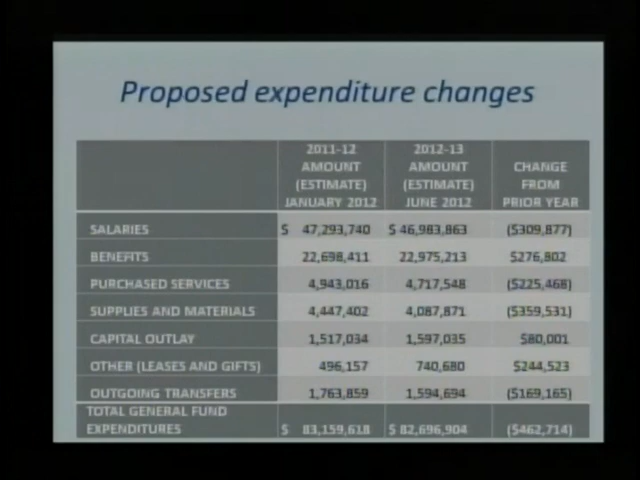 Proposed expenditure changes
2011-12 AMOUNT (ESTIMATE) JANUARY 2012
2012-13 AMOUNT (ESTIMATE) JUNE 2012
CHANGE FROM PRIOR YEAR
SALARIES $ 47,293,740 $ 46,983,863 ($309,877)
BENEFITS 22,698,411 22,975,213 $276,802
PURCHASED SERVICES 4,943,016 4,717,548 ($225,468)
SUPPLIES AND MATERIALS 4,447,402 4,087,871 ($359,531)
CAPITAL OUTLAY 1,517,034 1,597,035 $80,001
OTHER (LEASES AND GIFTS) 496,157 740,680 $244,523
OUTGOING TRANSFERS 1,763,859 1,594,694 ($169,165)
TOTAL GENERAL FUND
EXPENDITURES $ 83,159,618 $ 82,696,904 ($462,714)